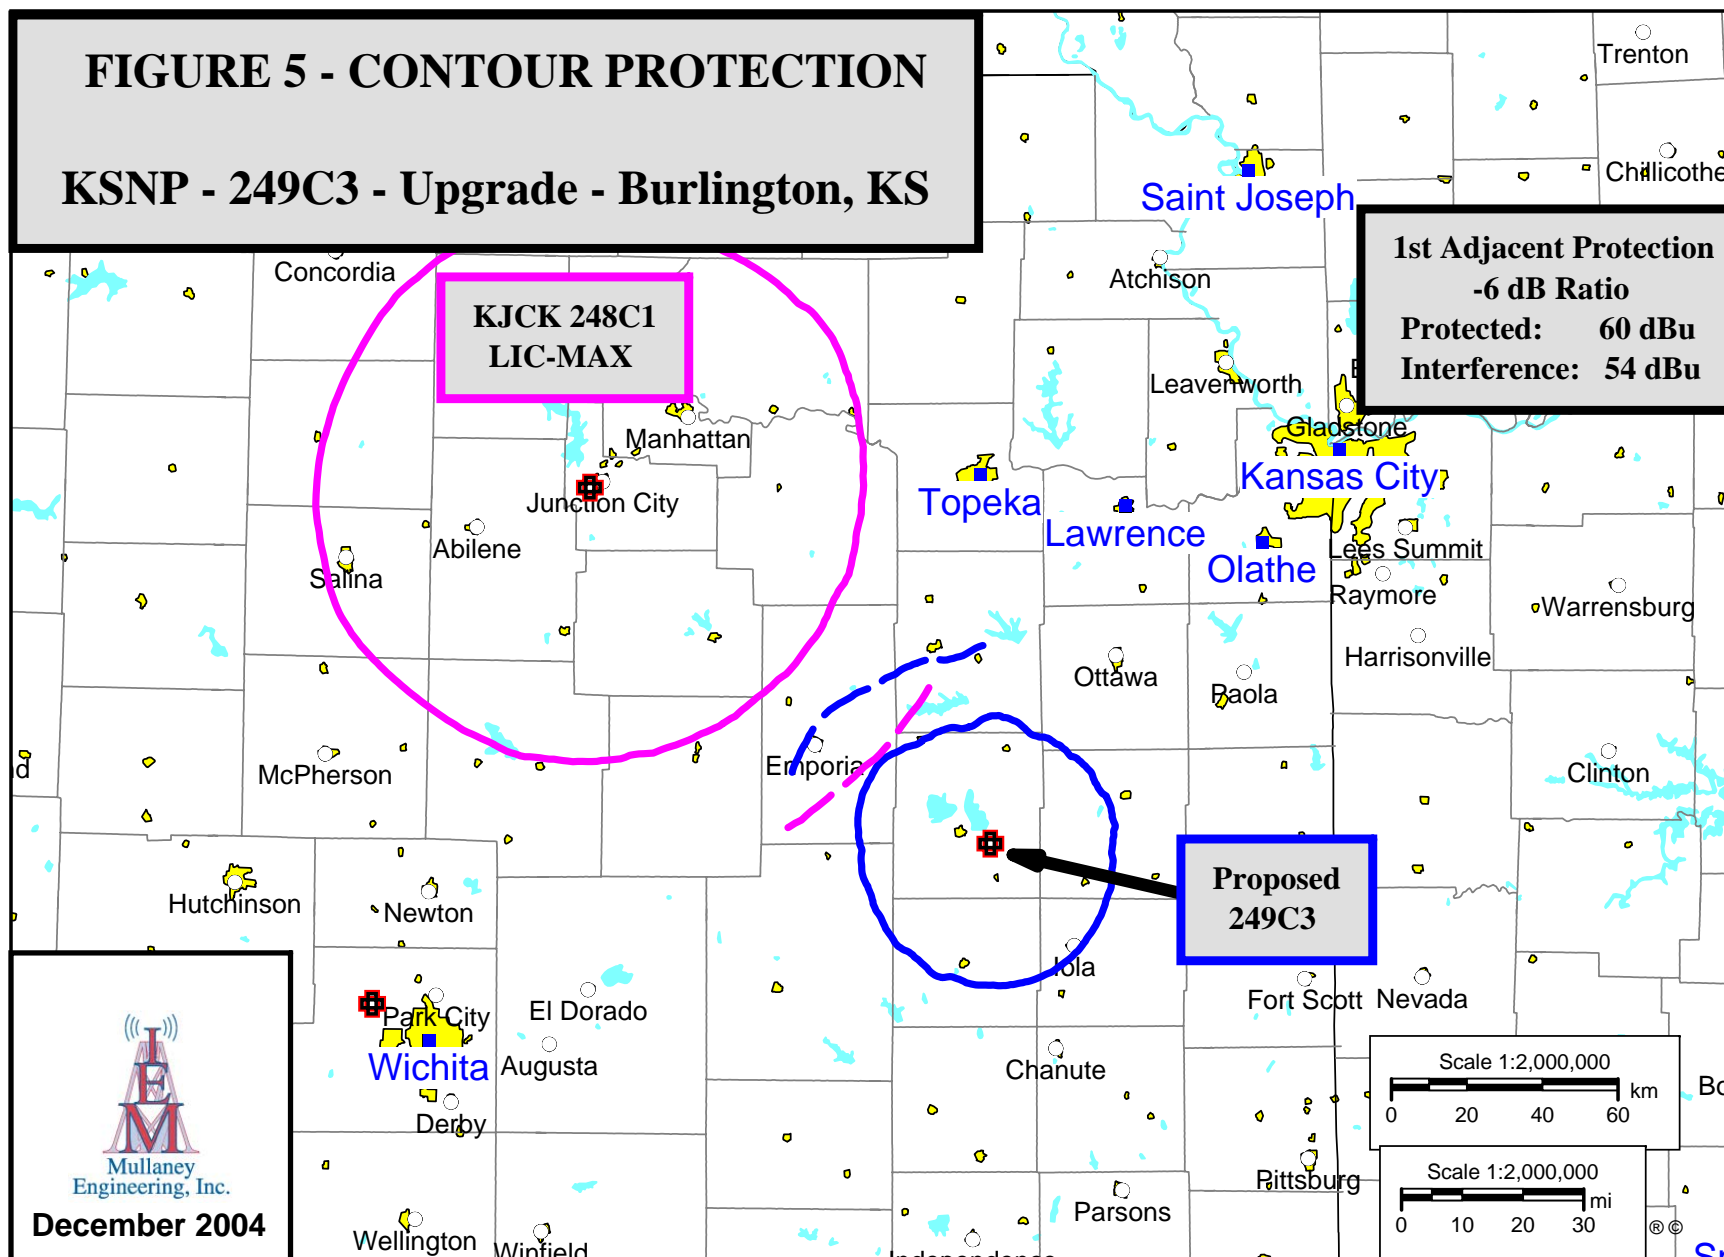 FIGURE 5 - CONTOUR PROTECTION
KSNP - 249C3 - Upgrade - Burlington, KS
Trenton
Chillicothe
Saint Joseph
1st Adjacent Protection
-6 dB Ratio
Protected: 60 dBu
Interference: 54 dBu
Concordia
Atchison
KJCK 248C1
LIC-MAX
Leavenworth
Gladstone
Manhattan
Kansas City
Junction City
Topeka
Lawrence
Abilene
Lees Summit
Salina
Olathe
Raymore
Warrensburg
Harrisonville
Ottawa
Paola
Emporia
McPherson
Clinton
Proposed
249C3
Hutchinson
Newton
Iola
Fort Scott
Nevada
El Dorado
Park City
Wichita
Augusta
Chanute
Derby
Scale 1:2,000,000
km
0 20 40 60
Pittsburg
Scale 1:2,000,000
mi
0 10 20 30
® ©
Parsons
Wellington
Winfield
Independence
IEM
Mullaney
Engineering, Inc.
December 2004